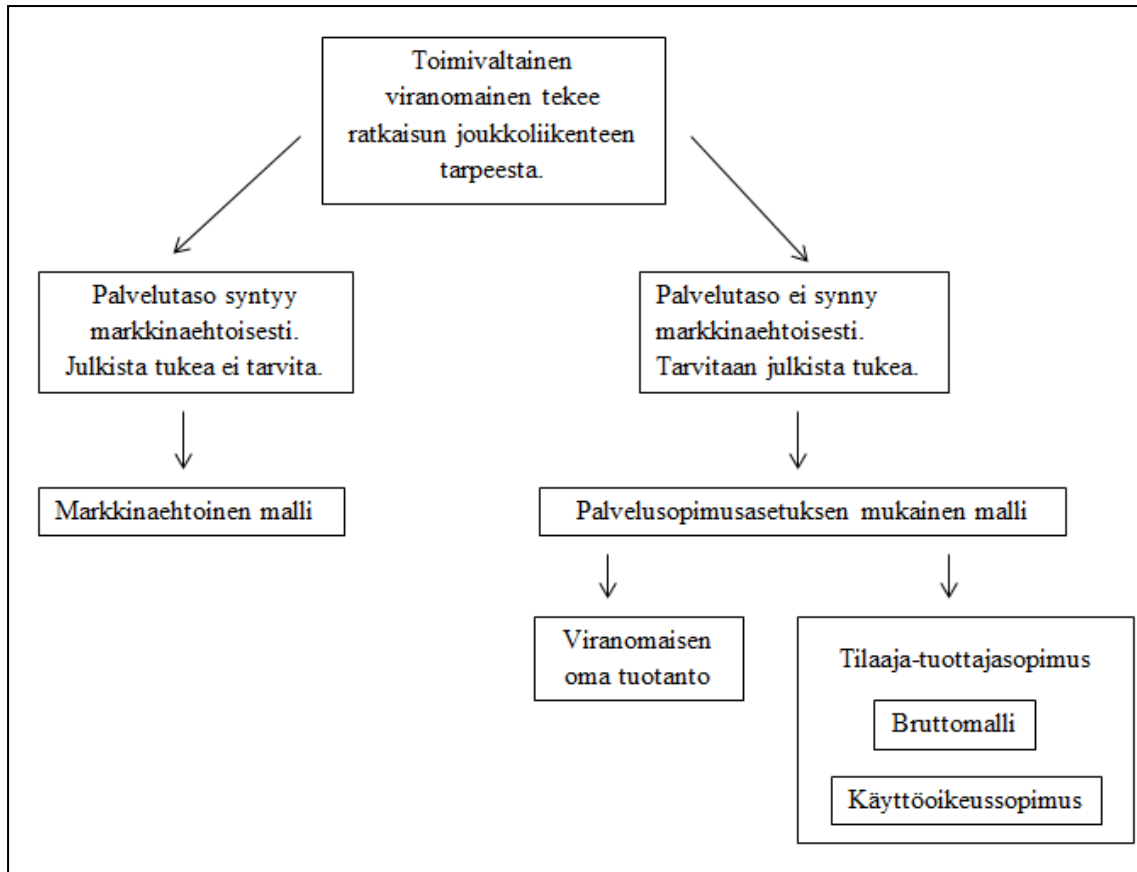 Toimivaltainen
viranomainen tekee
ratkaisun joukkoliikenteen
tarpeesta.
Palvelutaso syntyy
markkinaehtoisesti.
Julkista tukea ei tarvita.
Palvelutaso ei synny
markkinaehtoisesti.
Tarvitaan julkista tukea.
Markkinaehtoinen malli
Palvelusopimusasetuksen mukainen malli
Viranomaisen
oma tuotanto
Tilaaja-tuottajasopimus
Bruttomalli
Käyttöoikeussopimus